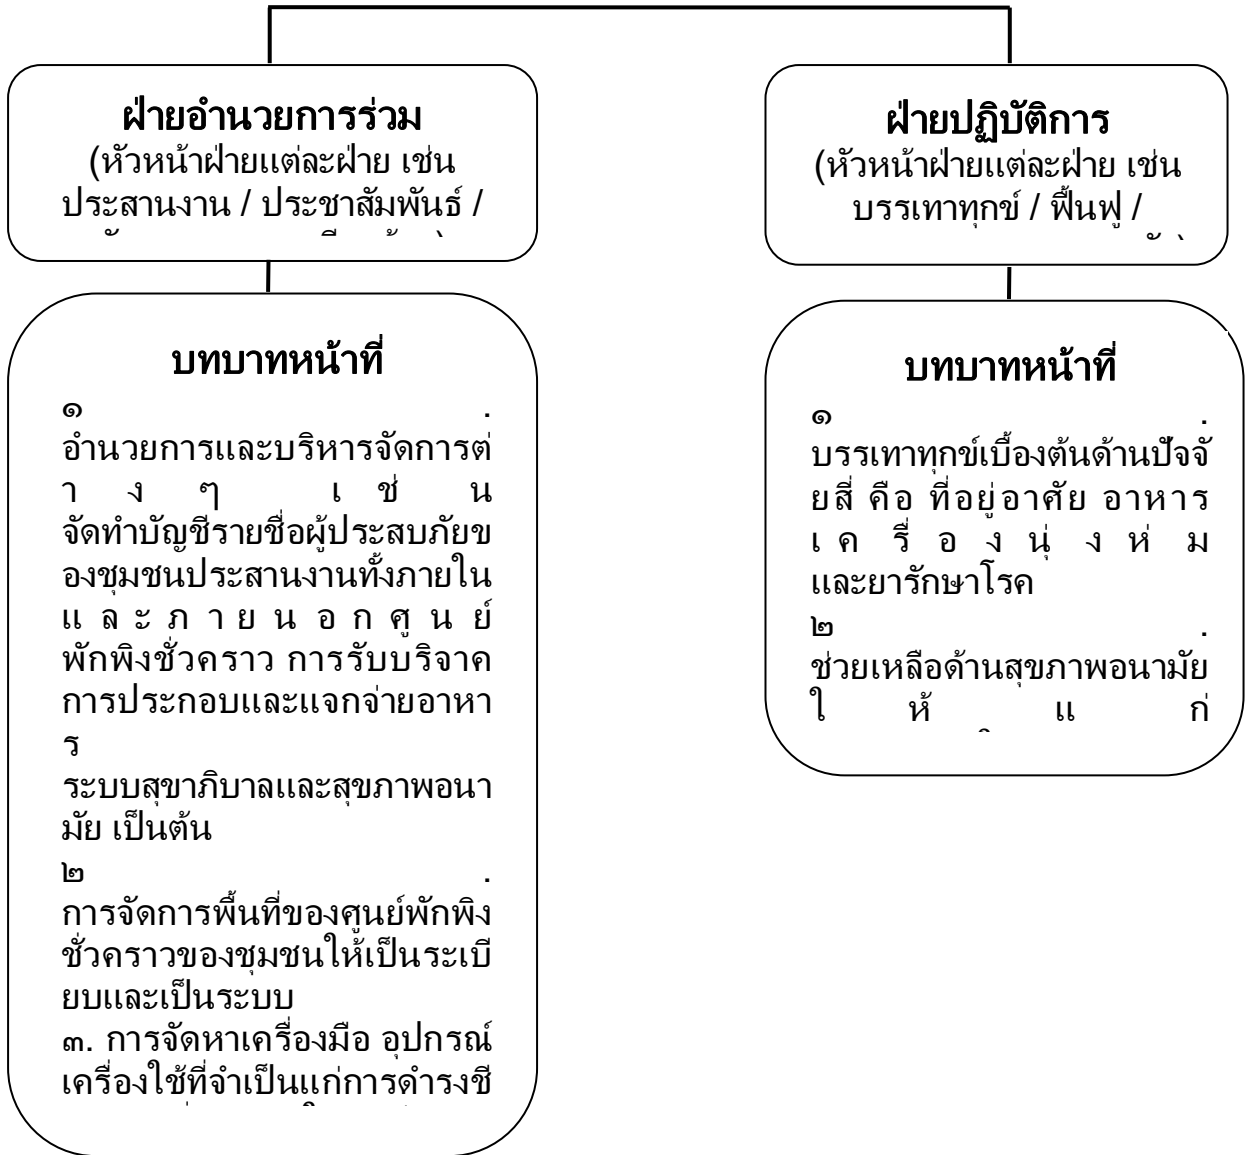 ฝ่ายอำนวยการร่วม
(หัวหน้าฝ่ายแต่ละฝ่าย เช่น
ประสานงาน / ประชาสัมพันธ์ /
บทบาทหน้าที่
๑ .
อำนวยการและบริหารจัดการต่
า ง ๆ เ ช่ น
จัดทำบัญชีรายชื่อผู้ประสบภัยข
องชุมชนประสานงานทั้งภายใน
แ ล ะ ภ า ย น อ ก ศู น ย์
พักพิงชั่วคราว การรับบริจาค
การประกอบและแจกจ่ายอาหา
ร
ระบบสุขาภิบาลและสุขภาพอนา
มัย เป็นต้น
๒ .
การจัดการพื้นที่ของศูนย์พักพิง
ชั่วคราวของชุมชนให้เป็นระเบี
ยบและเป็นระบบ
๓. การจัดหาเครื่องมือ อุปกรณ์
เครื่องใช้ที่จำเป็นแก่การดำรงชี
ฝ่ายปฏิบัติการ
(หัวหน้าฝ่ายแต่ละฝ่าย เช่น
บรรเทาทุกข์ / ฟื้นฟู /
บทบาทหน้าที่
๑ .
บรรเทาทุกข์เบื้องต้นด้านปัจจั
ยสี่ คือ ที่อยู่อาศัย อาหาร
เ ค รื่ อ ง นุ่ ง ห่ ม
และยารักษาโรค
๒ .
ช่วยเหลือด้านสุขภาพอนามัย
ใ ห้ แ ก่